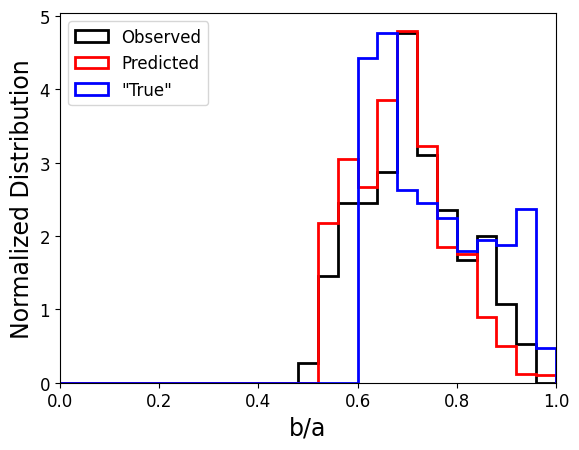 Observed
Predicted
"True"
Normalized Distribution
5
4
3
2
1
0
0.0 0.2 0.4 0.6 0.8 1.0
b/a